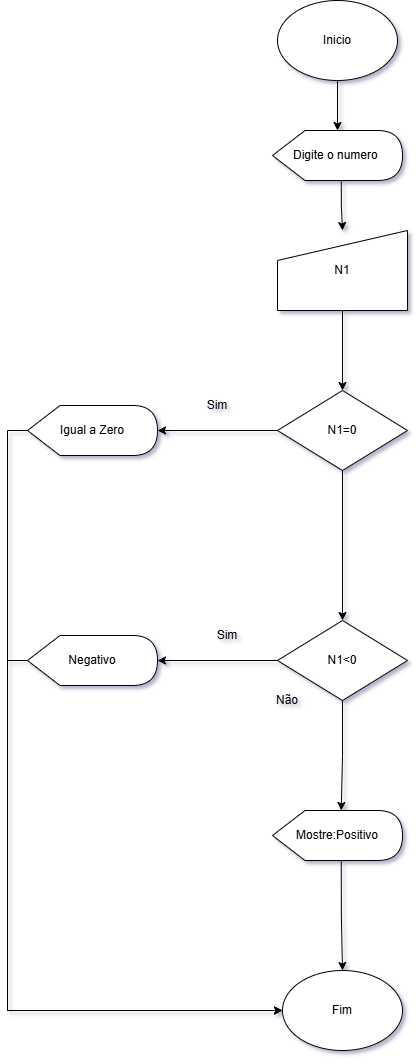 Inicio
Digite o numero
N1
Sim
Igual a Zero
N1=0
Sim
Negativo
N1<0
Não
Mostre:Positivo
Fim